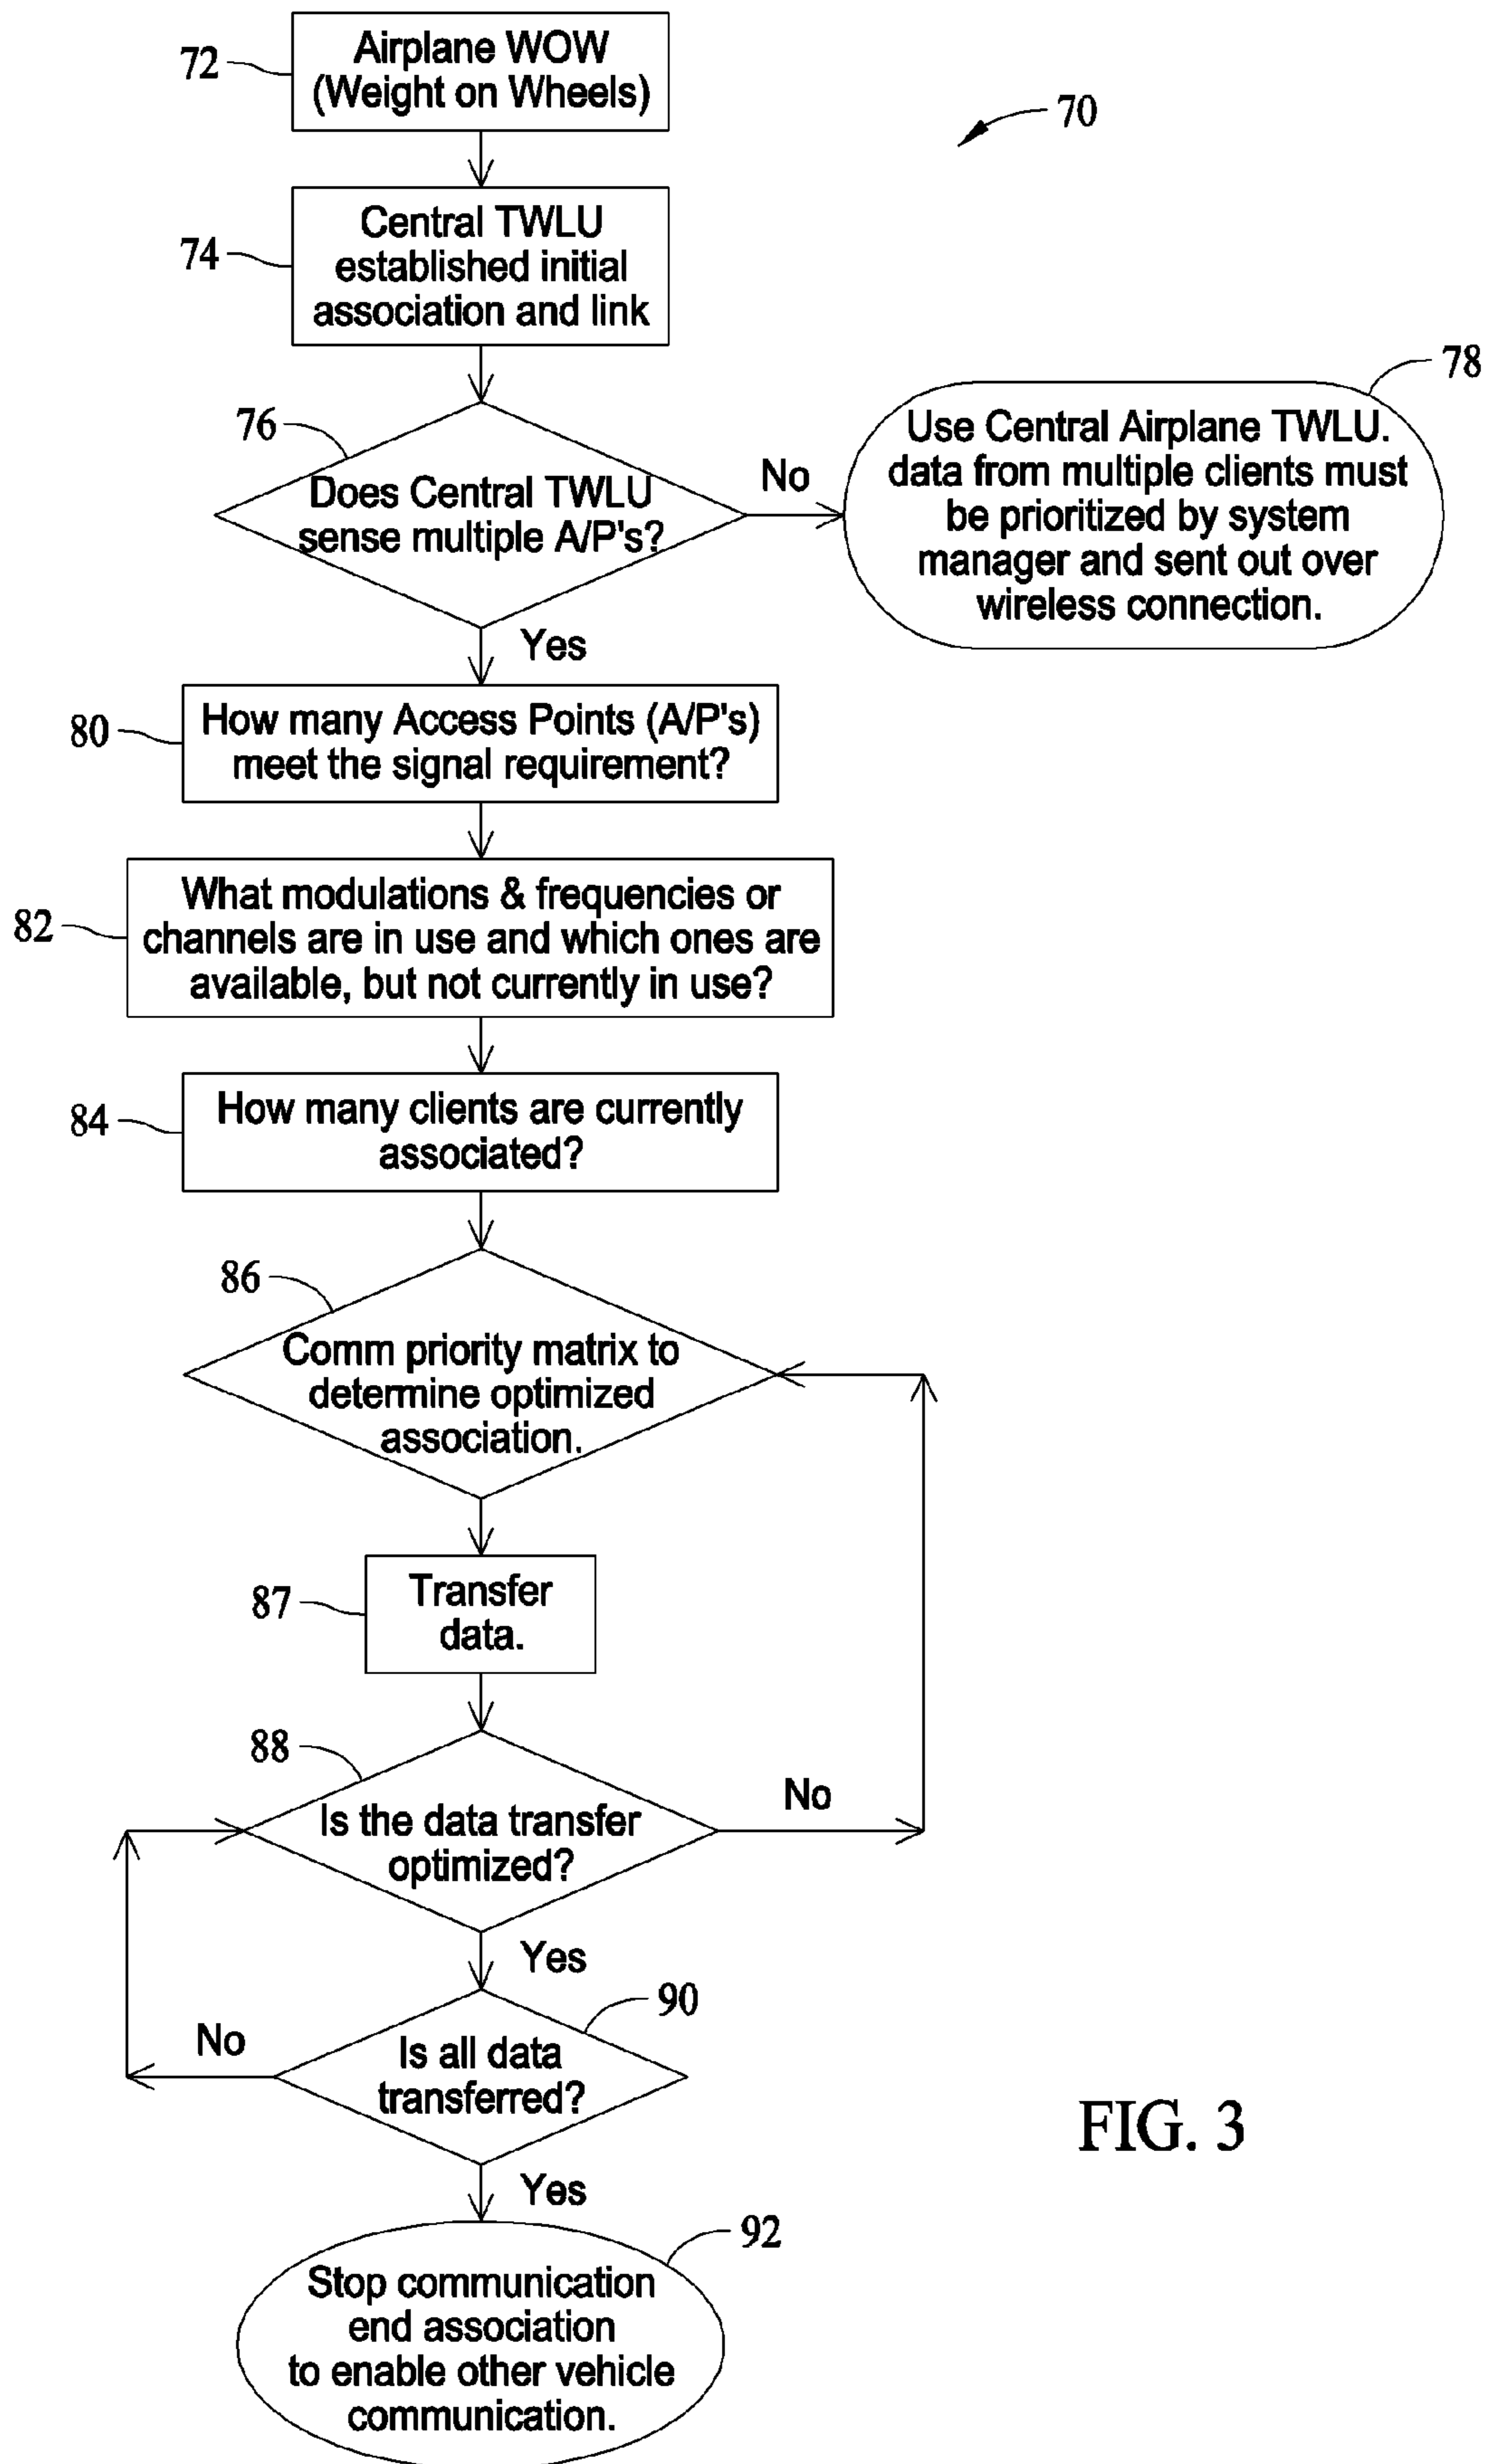 72
Airplane WOW
(Weight on Wheels)
70
74
Central TWLU
established initial
association and link
76
Does Central TWLU
sense multiple A/P's?
No
78
Use Central Airplane TWLU.
data from multiple clients must
be prioritized by system
manager and sent out over
wireless connection.
Yes
80
How many Access Points (A/P's)
meet the signal requirement?
82
What modulations & frequencies or
channels are in use and which ones are
available, but not currently in use?
84
How many clients are currently
associated?
86
Comm priority matrix to
determine optimized
association.
87
Transfer
data.
88
Is the data transfer
optimized?
No
Yes
90
No
Is all data
transferred?
FIG. 3
Yes
92
Stop communication
end association
to enable other vehicle
communication.